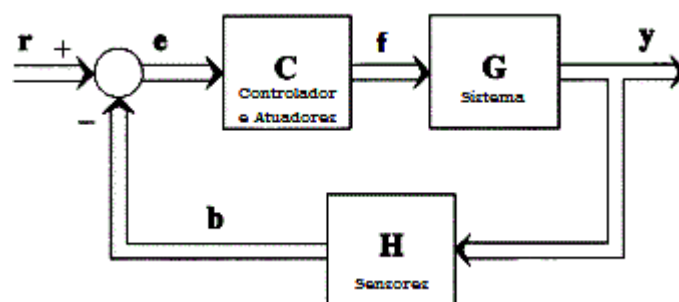 r + e C f G y
Controlador
e Atuadores
Sistema
−
b
H
Sensores